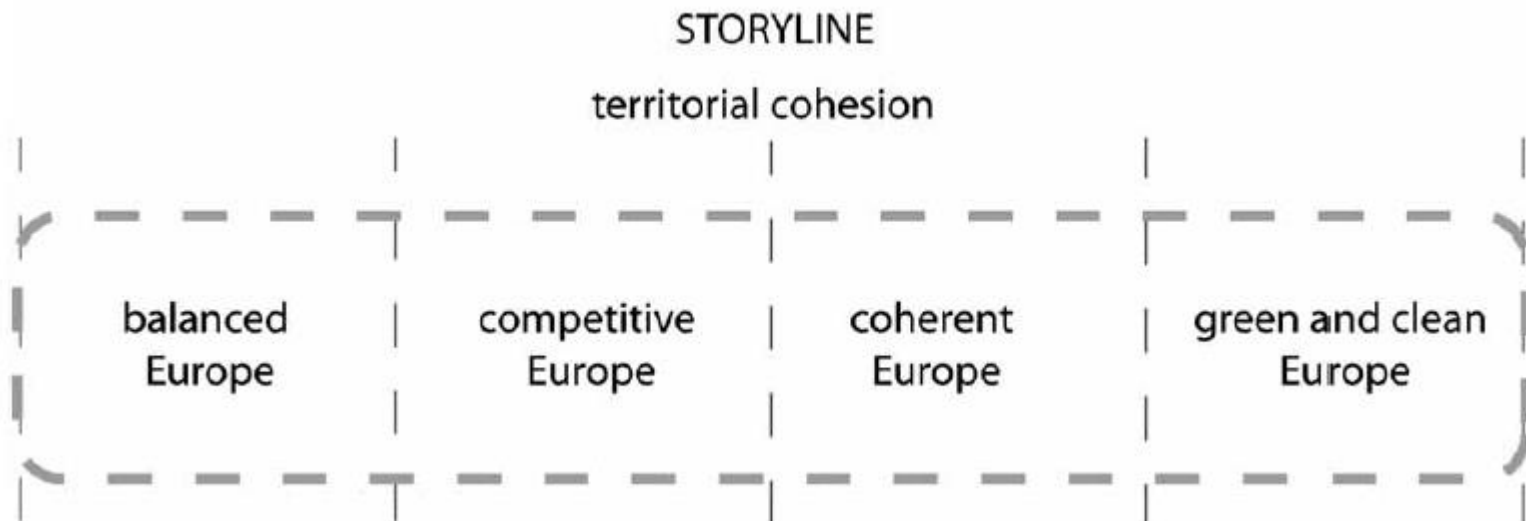 STORYLINE
territorial cohesion
balanced
Europe
competitive
Europe
coherent
Europe
green and clean
Europe